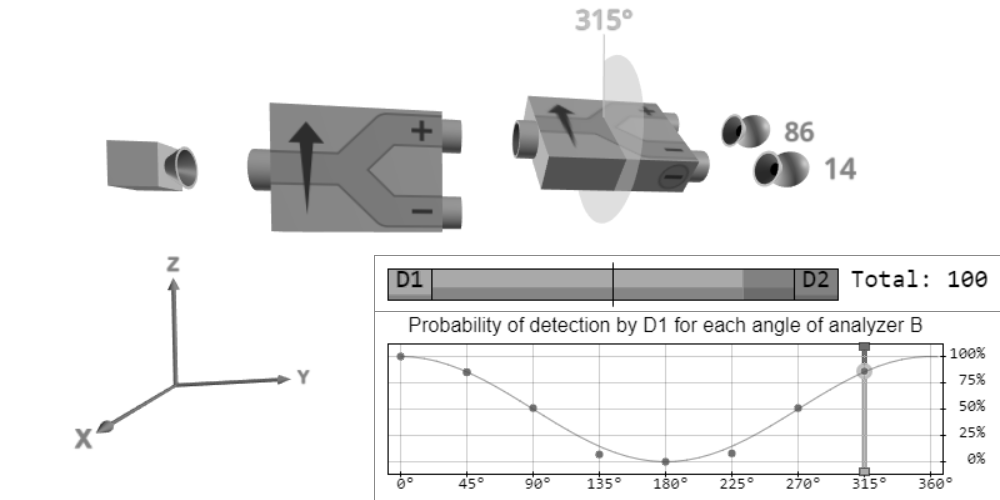 315°
+
−
+
−
−
86
14
Z
Y
X
D1 D2 Total: 100
Probability of detection by D1 for each angle of analyzer B
100%
75%
50%
25%
0%
0° 45° 90° 135° 180° 225° 270° 315° 360°